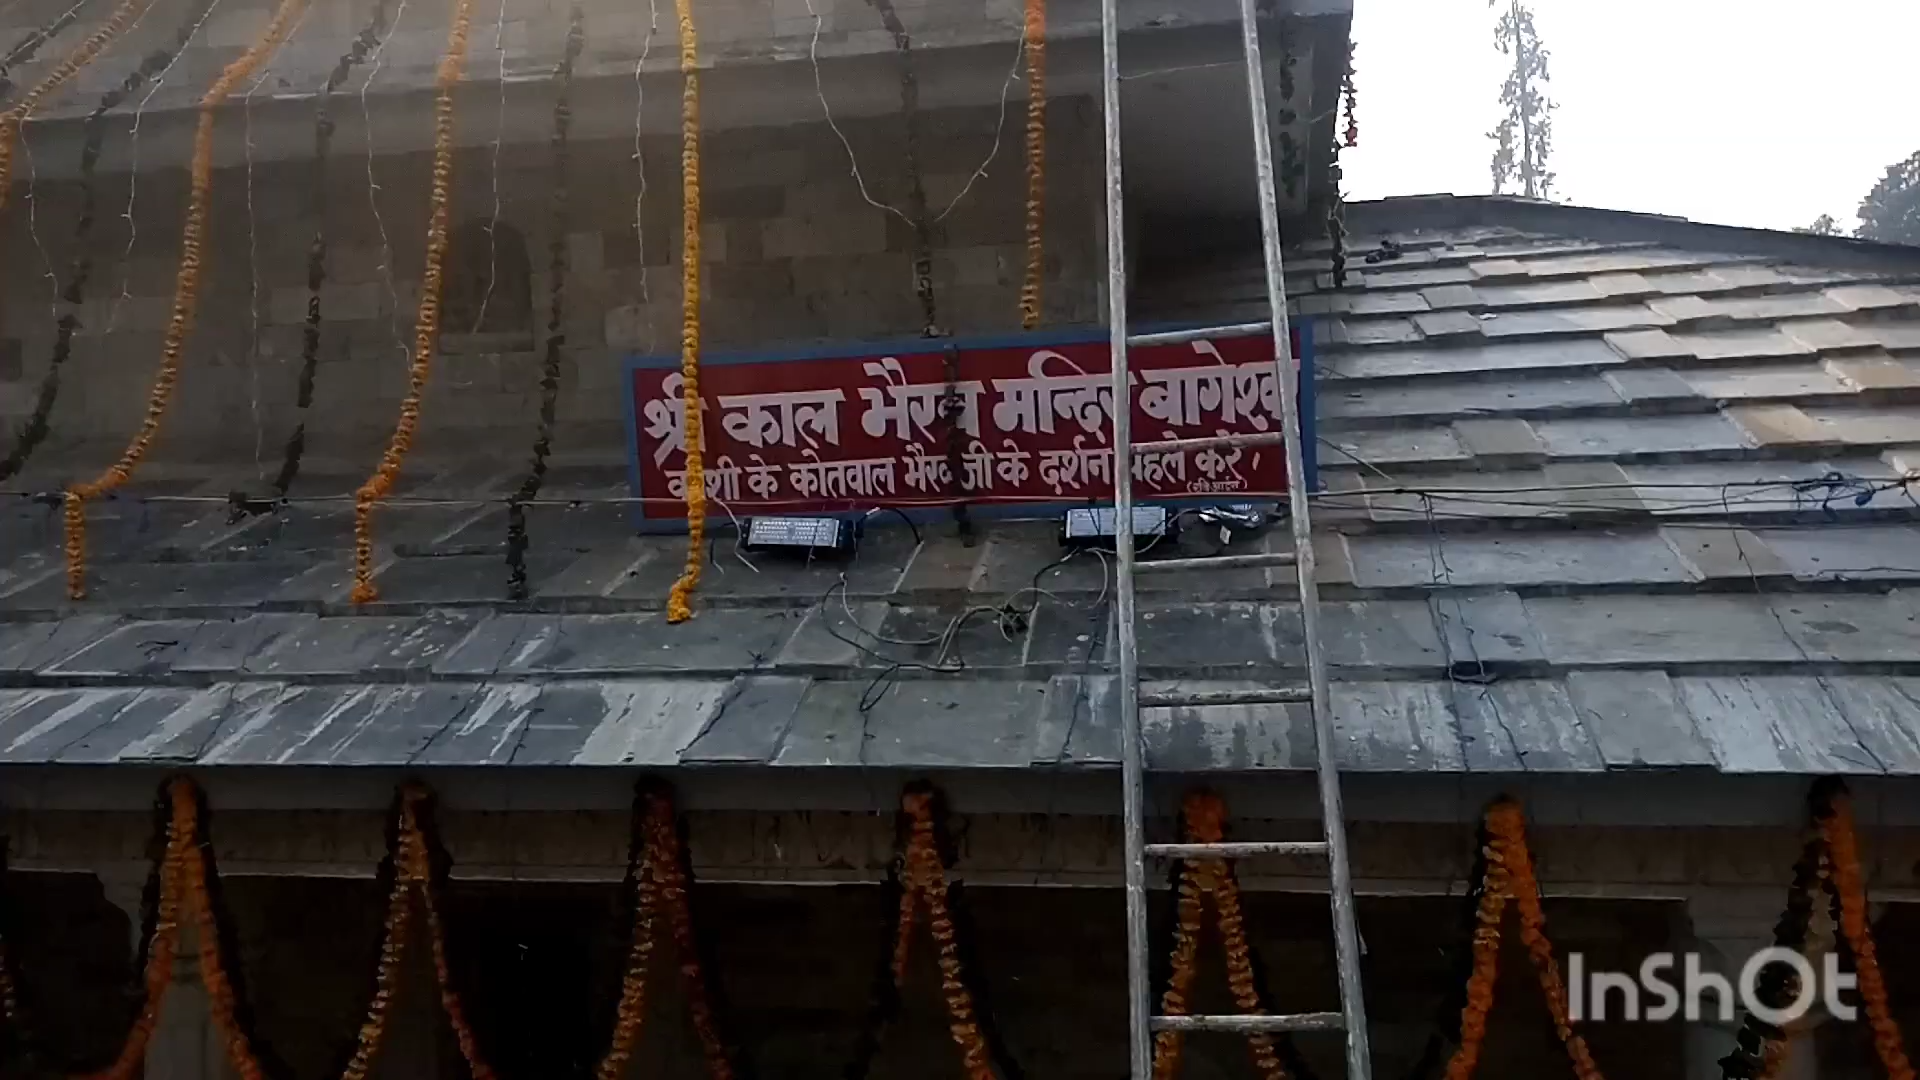 श्री काल भैरव मन्दिर बागेश्वर
काशी के कोतवाल भैरव जी के दर्शन पहले करें,
InShOt